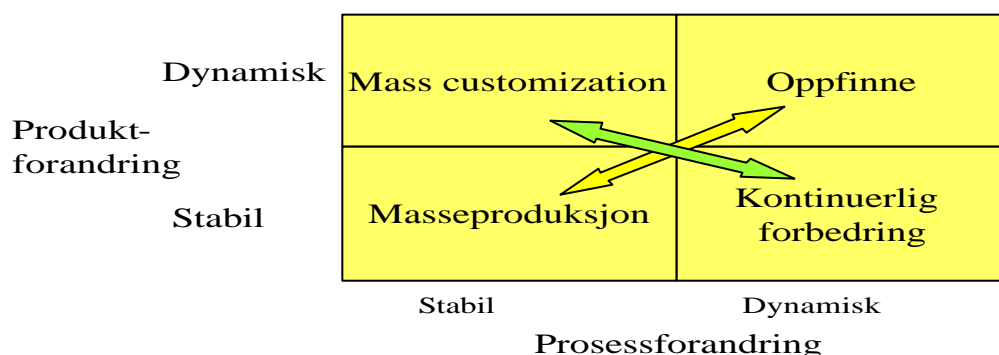 Dynamisk
Mass customization
Oppfinne
Produkt-
forandring
Stabil
Masseproduksjon
Kontinuerlig
forbedring
Stabil
Dynamisk
Prosessforandring